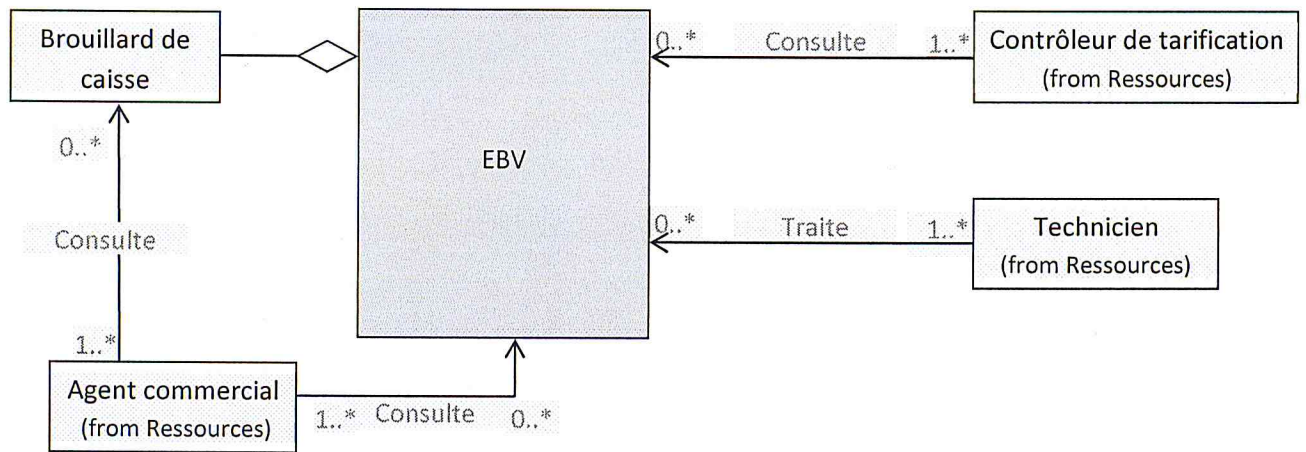 Brouillard de
caisse
EBV
0..* Consulte 1..*
Contrôleur de tarification
(from Ressources)
0..*
Consulte
1..*
0..* Traite 1..*
Technicien
(from Ressources)
Agent commercial
(from Ressources)
1..* Consulte 0..*